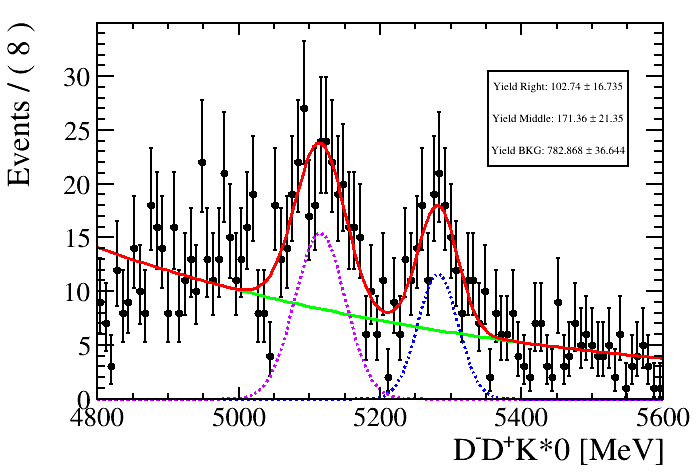 Events / ( 8 )
35
30
25
20
15
10
5
0
Yield Right: 102.74 ± 16.735
Yield Middle: 171.36 ± 21.35
Yield BKG: 782.868 ± 36.644
4800 5000 5200 5400 5600
D⁻D⁺K*0 [MeV]